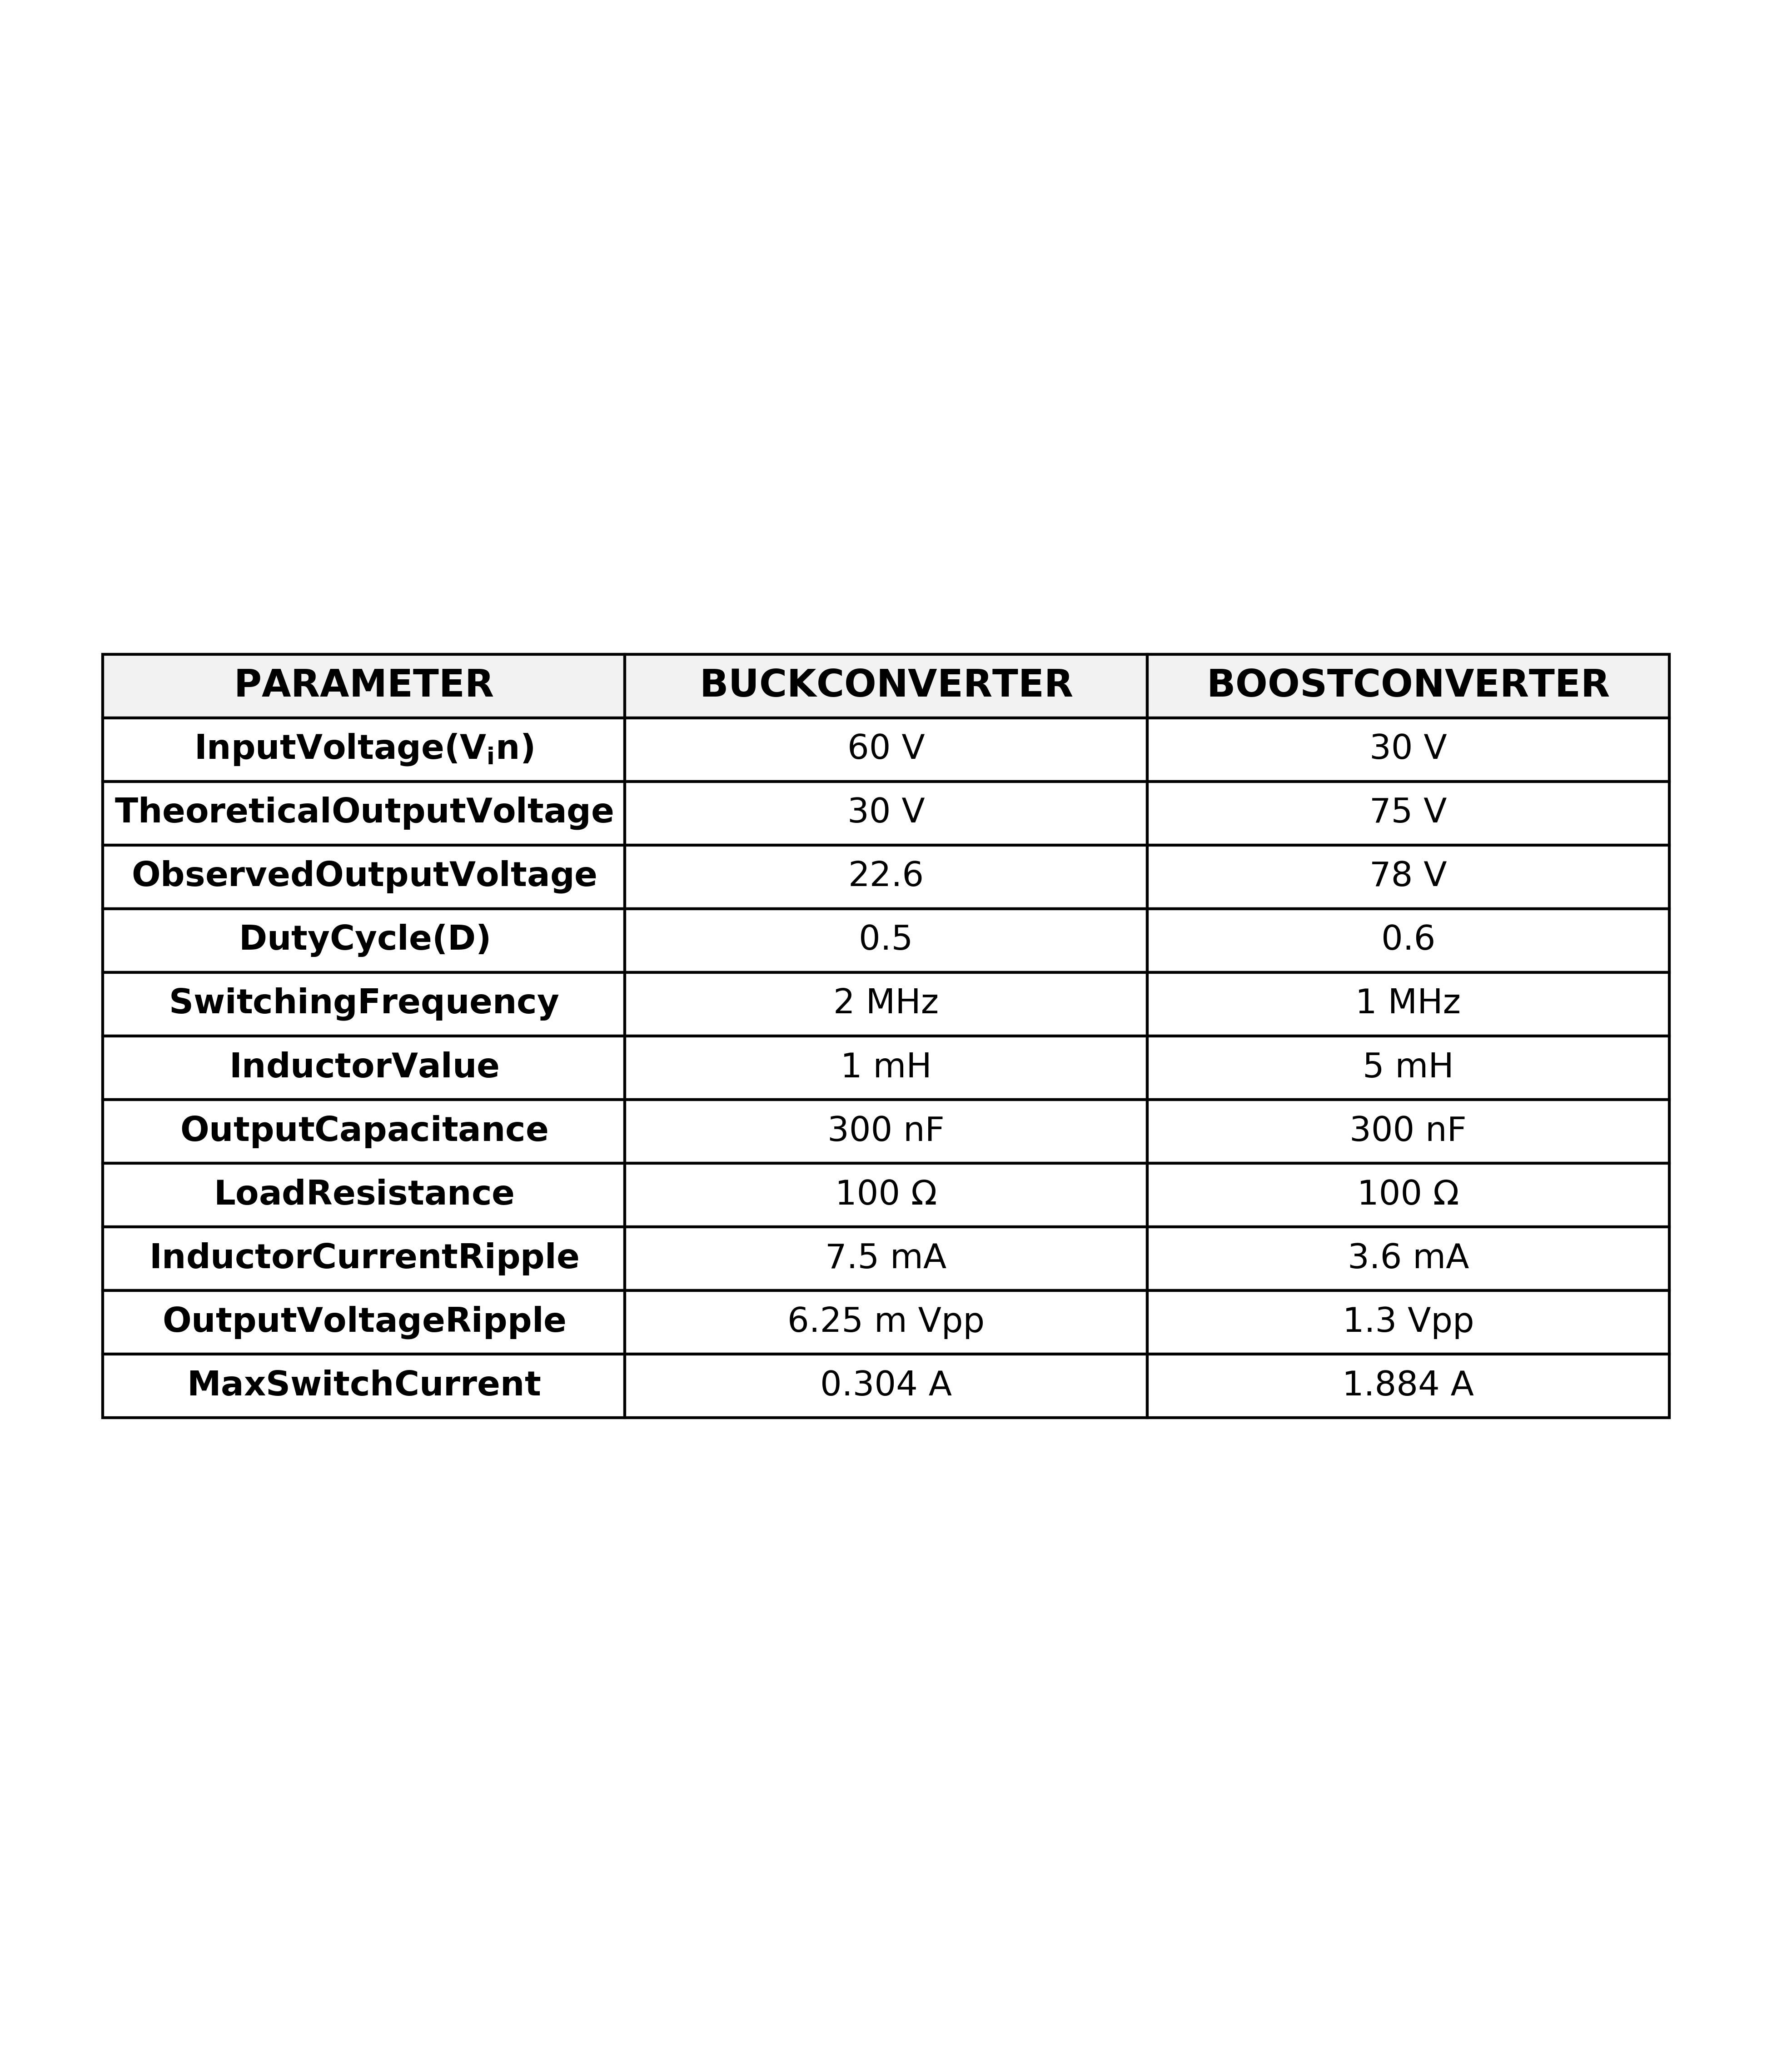 PARAMETER BUCKCONVERTER BOOSTCONVERTER
InputVoltage(Vᵢn) 60 V 30 V
TheoreticalOutputVoltage 30 V 75 V
ObservedOutputVoltage 22.6 78 V
DutyCycle(D) 0.5 0.6
SwitchingFrequency 2 MHz 1 MHz
InductorValue 1 mH 5 mH
OutputCapacitance 300 nF 300 nF
LoadResistance 100 Ω 100 Ω
InductorCurrentRipple 7.5 mA 3.6 mA
OutputVoltageRipple 6.25 m Vpp 1.3 Vpp
MaxSwitchCurrent 0.304 A 1.884 A